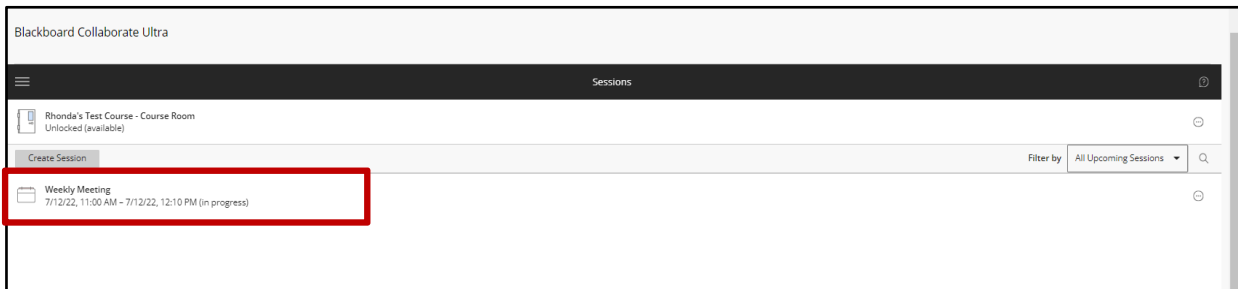 Blackboard Collaborate Ultra
Sessions
Rhonda's Test Course - Course Room
Unlocked (available)
Create Session
Filter by All Upcoming Sessions
Weekly Meeting
7/12/22, 11:00 AM – 7/12/22, 12:10 PM (in progress)